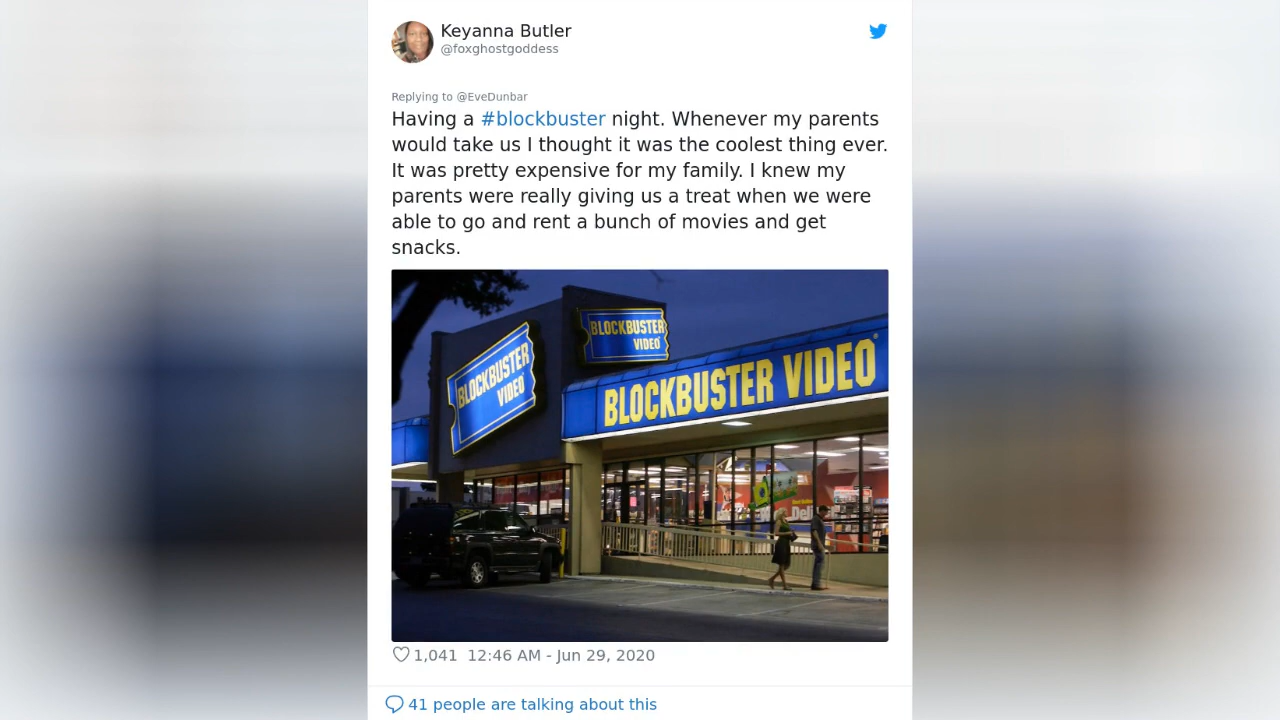 Keyanna Butler
@foxghostgoddess
Replying to @EveDunbar
Having a #blockbuster night. Whenever my parents
would take us I thought it was the coolest thing ever.
It was pretty expensive for my family. I knew my
parents were really giving us a treat when we were
able to go and rent a bunch of movies and get
snacks.
BLOCKBUSTER
VIDEO
BLOCKBUSTER
VIDEO
BLOCKBUSTER VIDEO
1,041 12:46 AM - Jun 29, 2020
41 people are talking about this